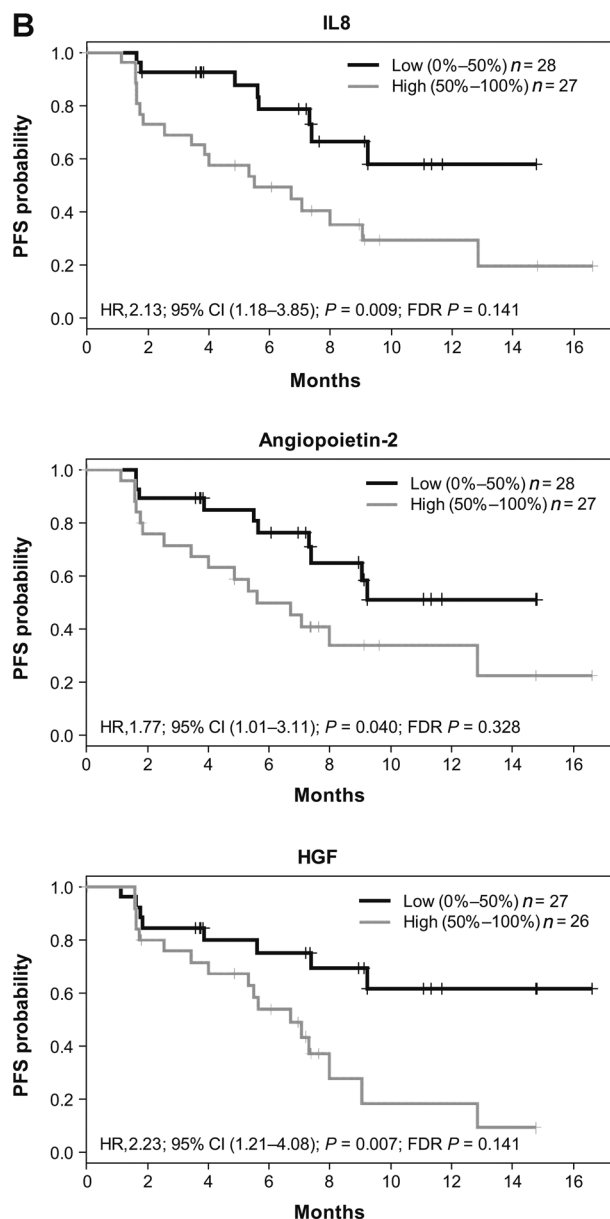 B
IL8
Low (0%–50%) n = 28
High (50%–100%) n = 27
PFS probability
1.0
0.8
0.6
0.4
0.2
0.0
HR,2.13; 95% CI (1.18–3.85); P = 0.009; FDR P = 0.141
0 2 4 6 8 10 12 14 16
Months
Angiopoietin-2
Low (0%–50%) n = 28
High (50%–100%) n = 27
PFS probability
1.0
0.8
0.6
0.4
0.2
0.0
HR,1.77; 95% CI (1.01–3.11); P = 0.040; FDR P = 0.328
0 2 4 6 8 10 12 14 16
Months
HGF
Low (0%–50%) n = 27
High (50%–100%) n = 26
PFS probability
1.0
0.8
0.6
0.4
0.2
0.0
HR,2.23; 95% CI (1.21–4.08); P = 0.007; FDR P = 0.141
0 2 4 6 8 10 12 14 16
Months